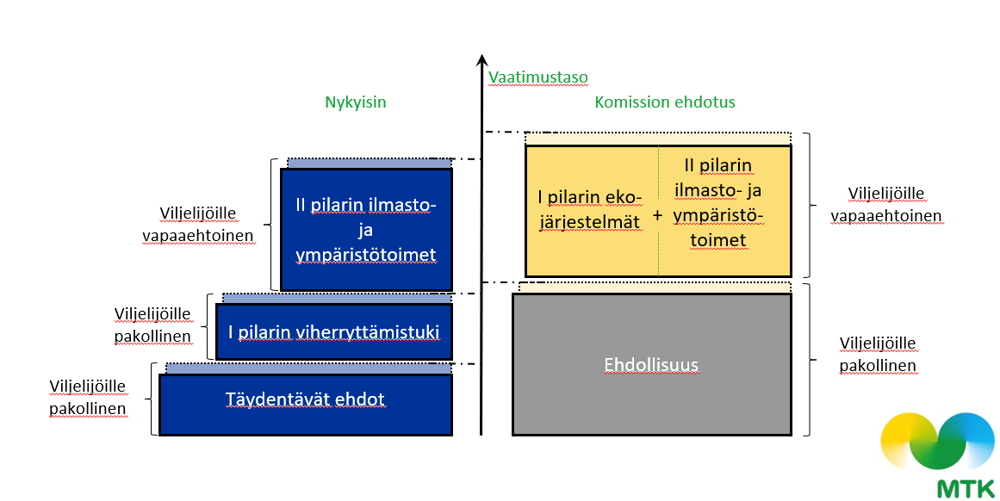 Vaatimustaso
Nykyisin
Komission ehdotus
Viljelijöille
vapaaehtoinen
II pilarin ilmasto-
ja
ympäristötoimet
Viljelijöille
pakollinen
I pilarin viherryttämistuki
Viljelijöille
pakollinen
Täydentävät ehdot
I pilarin eko-
järjestelmät
+
II pilarin
ilmasto- ja
ympäristö-
toimet
Viljelijöille
vapaaehtoinen
Ehdollisuus
Viljelijöille
pakollinen
MTK